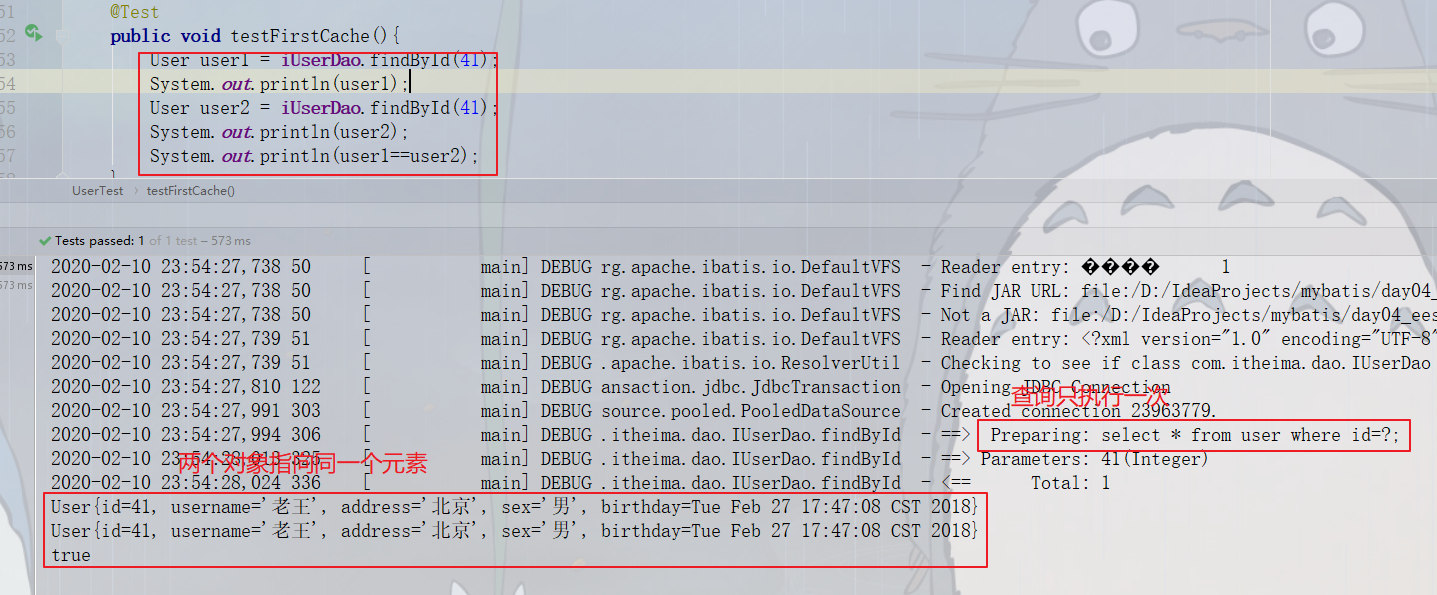 51 @Test
52 public void testFirstCache(){
53 User user1 = iUserDao.findById(41);
54 System.out.println(user1);
55 User user2 = iUserDao.findById(41);
56 System.out.println(user2);
57 System.out.println(user1==user2);
58 }
UserTest › testFirstCache()
Tests passed: 1 of 1 test – 573 ms
573 ms 2020-02-10 23:54:27,738 50 [ main] DEBUG rg.apache.ibatis.io.DefaultVFS - Reader entry: ���� 1
573 ms 2020-02-10 23:54:27,738 50 [ main] DEBUG rg.apache.ibatis.io.DefaultVFS - Find JAR URL: file:/D:/IdeaProjects/mybatis/day04_
2020-02-10 23:54:27,738 50 [ main] DEBUG rg.apache.ibatis.io.DefaultVFS - Not a JAR: file:/D:/IdeaProjects/mybatis/day04_ees
2020-02-10 23:54:27,739 51 [ main] DEBUG rg.apache.ibatis.io.DefaultVFS - Reader entry: <?xml version="1.0" encoding="UTF-8"
2020-02-10 23:54:27,739 51 [ main] DEBUG .apache.ibatis.io.ResolverUtil - Checking to see if class com.itheima.dao.IUserDao
2020-02-10 23:54:27,810 122 [ main] DEBUG ansaction.jdbc.JdbcTransaction - Opening JDBC Connection
查询只执行一次
2020-02-10 23:54:27,991 303 [ main] DEBUG source.pooled.PooledDataSource - Created connection 23963779.
2020-02-10 23:54:27,994 306 [ main] DEBUG .itheima.dao.IUserDao.findById - ==> Preparing: select * from user where id=?;
两个对象指向同一个元素
2020-02-10 23:54:28,013 325 [ main] DEBUG .itheima.dao.IUserDao.findById - ==> Parameters: 41(Integer)
2020-02-10 23:54:28,024 336 [ main] DEBUG .itheima.dao.IUserDao.findById - <== Total: 1
User{id=41, username='老王', address='北京', sex='男', birthday=Tue Feb 27 17:47:08 CST 2018}
User{id=41, username='老王', address='北京', sex='男', birthday=Tue Feb 27 17:47:08 CST 2018}
true